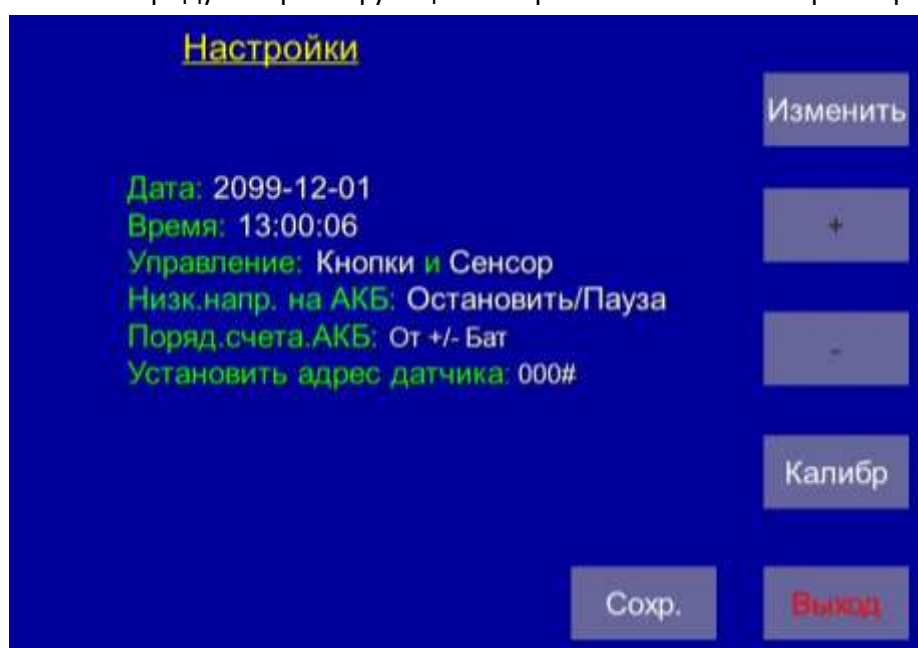 Настройки
Изменить
Дата: 2099-12-01
Время: 13:00:06
+
Управление: Кнопки и Сенсор
Низк.напр. на АКБ: Остановить/Пауза
Поряд.счета.АКБ: От +/- Бат
-
Установить адрес датчика: 000#
Калибр
Сохр.
Выход